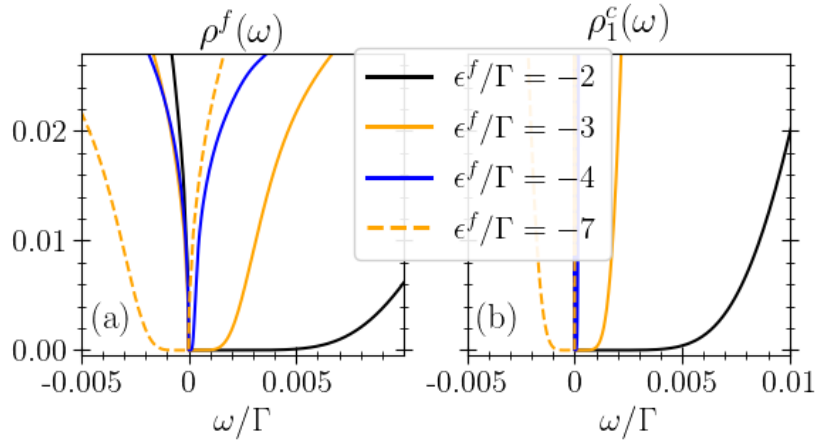 ρ^f(ω)
ρ_1^c(ω)
ϵ^f/Γ = −2
ϵ^f/Γ = −3
ϵ^f/Γ = −4
ϵ^f/Γ = −7
0.02
0.01
0.00
(a)
(b)
-0.005 0 0.005
-0.005 0 0.005 0.01
ω/Γ
ω/Γ